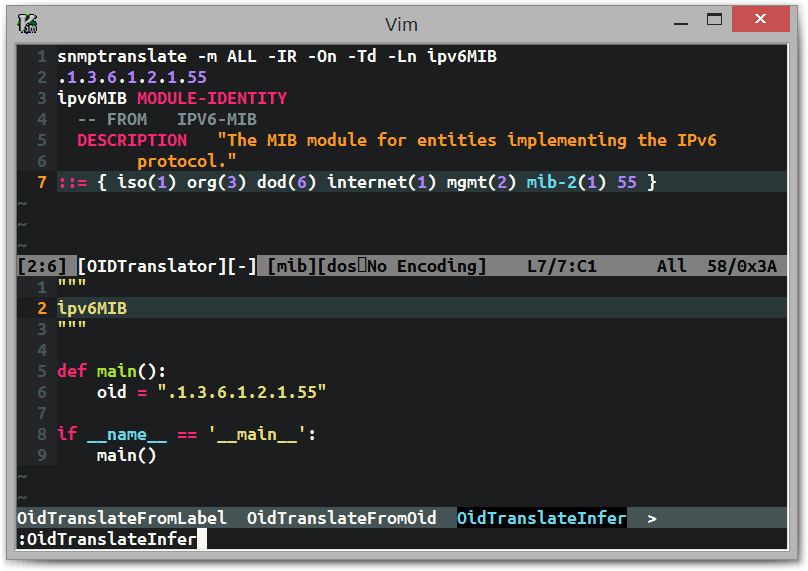 Vim
1 snmptranslate -m ALL -IR -On -Td -Ln ipv6MIB
2 .1.3.6.1.2.1.55
3 ipv6MIB MODULE-IDENTITY
4   -- FROM   IPV6-MIB
5   DESCRIPTION   "The MIB module for entities implementing the IPv6
6         protocol."
7 ::= { iso(1) org(3) dod(6) internet(1) mgmt(2) mib-2(1) 55 }
~
~
~
[2:6] [OIDTranslator][-] [mib][dos▯No Encoding]    L7/7:C1      All  58/0x3A
1 """
2 ipv6MIB
3 """
4
5 def main():
6     oid = ".1.3.6.1.2.1.55"
7
8 if __name__ == '__main__':
9     main()
~
~
OidTranslateFromLabel  OidTranslateFromOid  OidTranslateInfer  >
:OidTranslateInfer